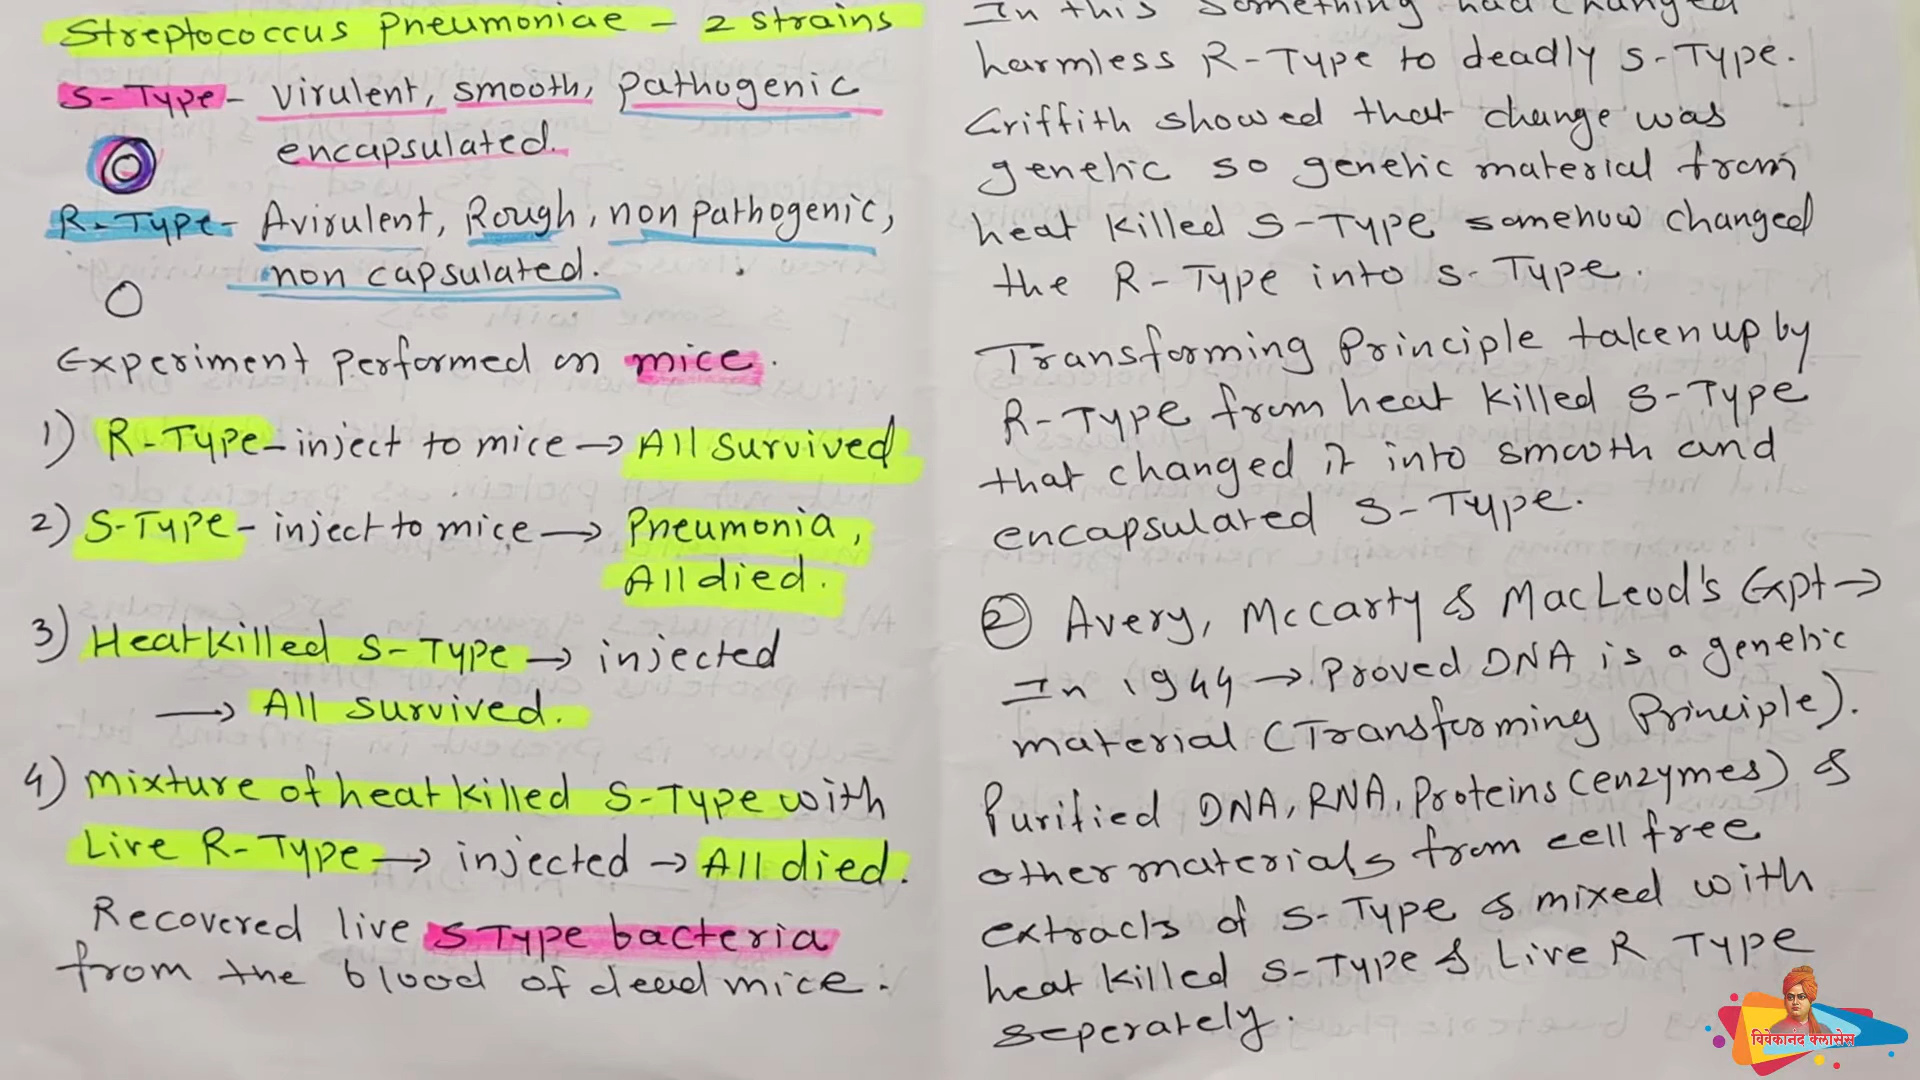 Streptococcus pneumoniae - 2 strains
S-Type - Virulent, smooth, pathogenic
encapsulated.
R-Type - Avirulent, Rough, non pathogenic,
non capsulated.
Experiment performed on mice.
1) R-Type - inject to mice → All survived
2) S-Type - inject to mice → Pneumonia,
All died.
3) Heat killed S-Type → injected
→ All survived.
4) Mixture of heat killed S-Type with
Live R-Type → injected → All died.
Recovered live S Type bacteria
from the blood of dead mice.
In this something had changed
harmless R-Type to deadly S-Type.
Griffith showed that change was
genetic so genetic material from
heat killed S-Type somehow changed
the R-Type into S-Type.
Transforming Principle taken up by
R-Type from heat killed S-Type
that changed it into smooth and
encapsulated S-Type.
② Avery, McCarty & MacLeod's Expt →
In 1944 → Proved DNA is a genetic
material (Transforming Principle).
Purified DNA, RNA, Proteins (enzymes) &
other materials from cell free
extracts of S-Type & mixed with
heat killed S-Type & Live R Type
seperately.
विवेकानंद क्लासेस